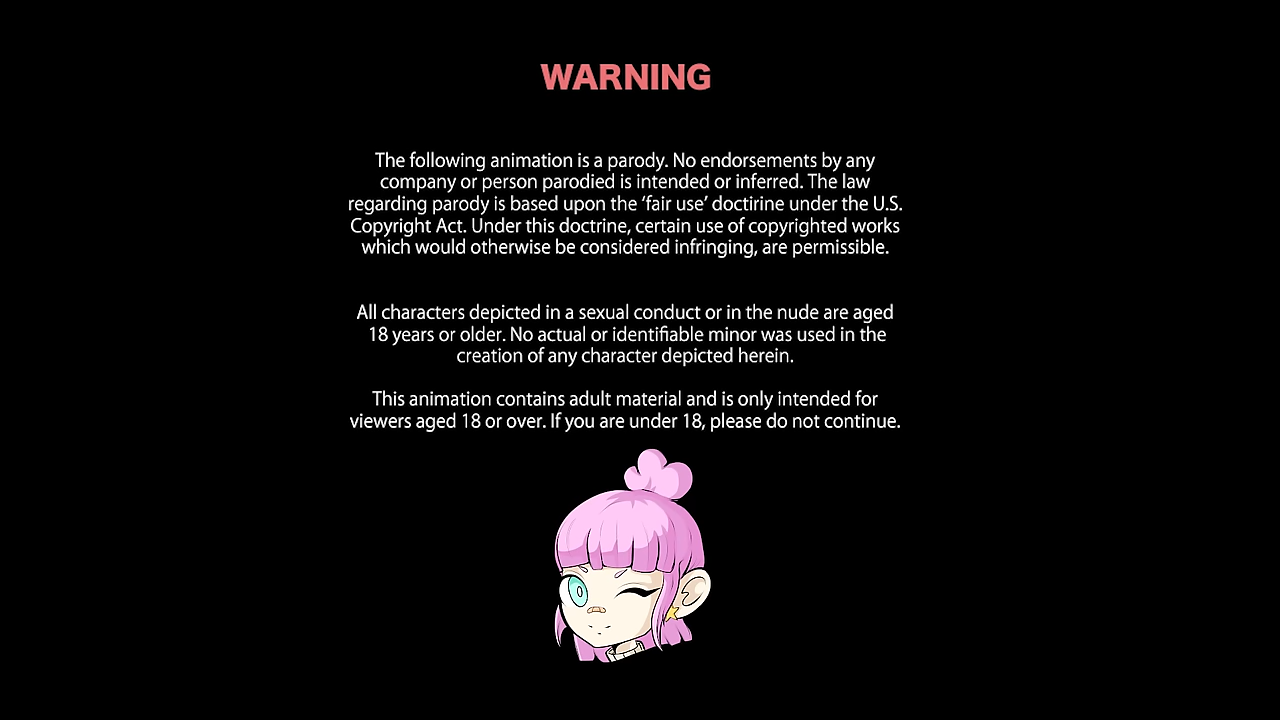 WARNING
The following animation is a parody. No endorsements by any
company or person parodied is intended or inferred. The law
regarding parody is based upon the ‘fair use’ doctirine under the U.S.
Copyright Act. Under this doctrine, certain use of copyrighted works
which would otherwise be considered infringing, are permissible.
All characters depicted in a sexual conduct or in the nude are aged
18 years or older. No actual or identifiable minor was used in the
creation of any character depicted herein.
This animation contains adult material and is only intended for
viewers aged 18 or over. If you are under 18, please do not continue.